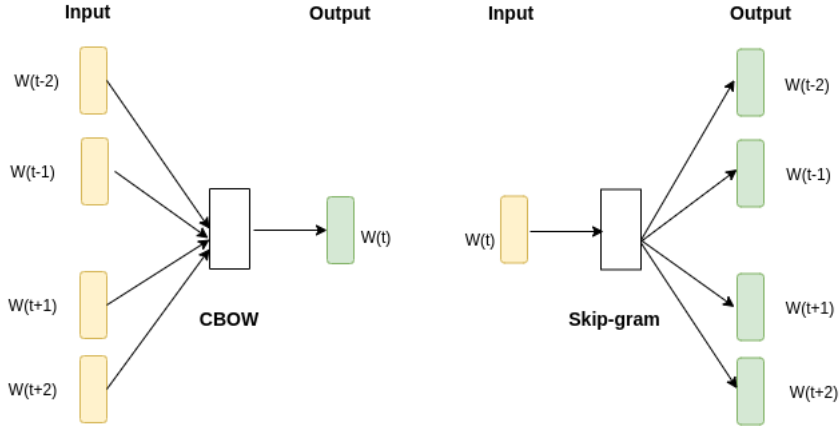 Input
Output
W(t-2)
W(t-1)
W(t)
W(t+1)
CBOW
W(t+2)
Input
Output
W(t-2)
W(t-1)
W(t)
W(t+1)
Skip-gram
W(t+2)